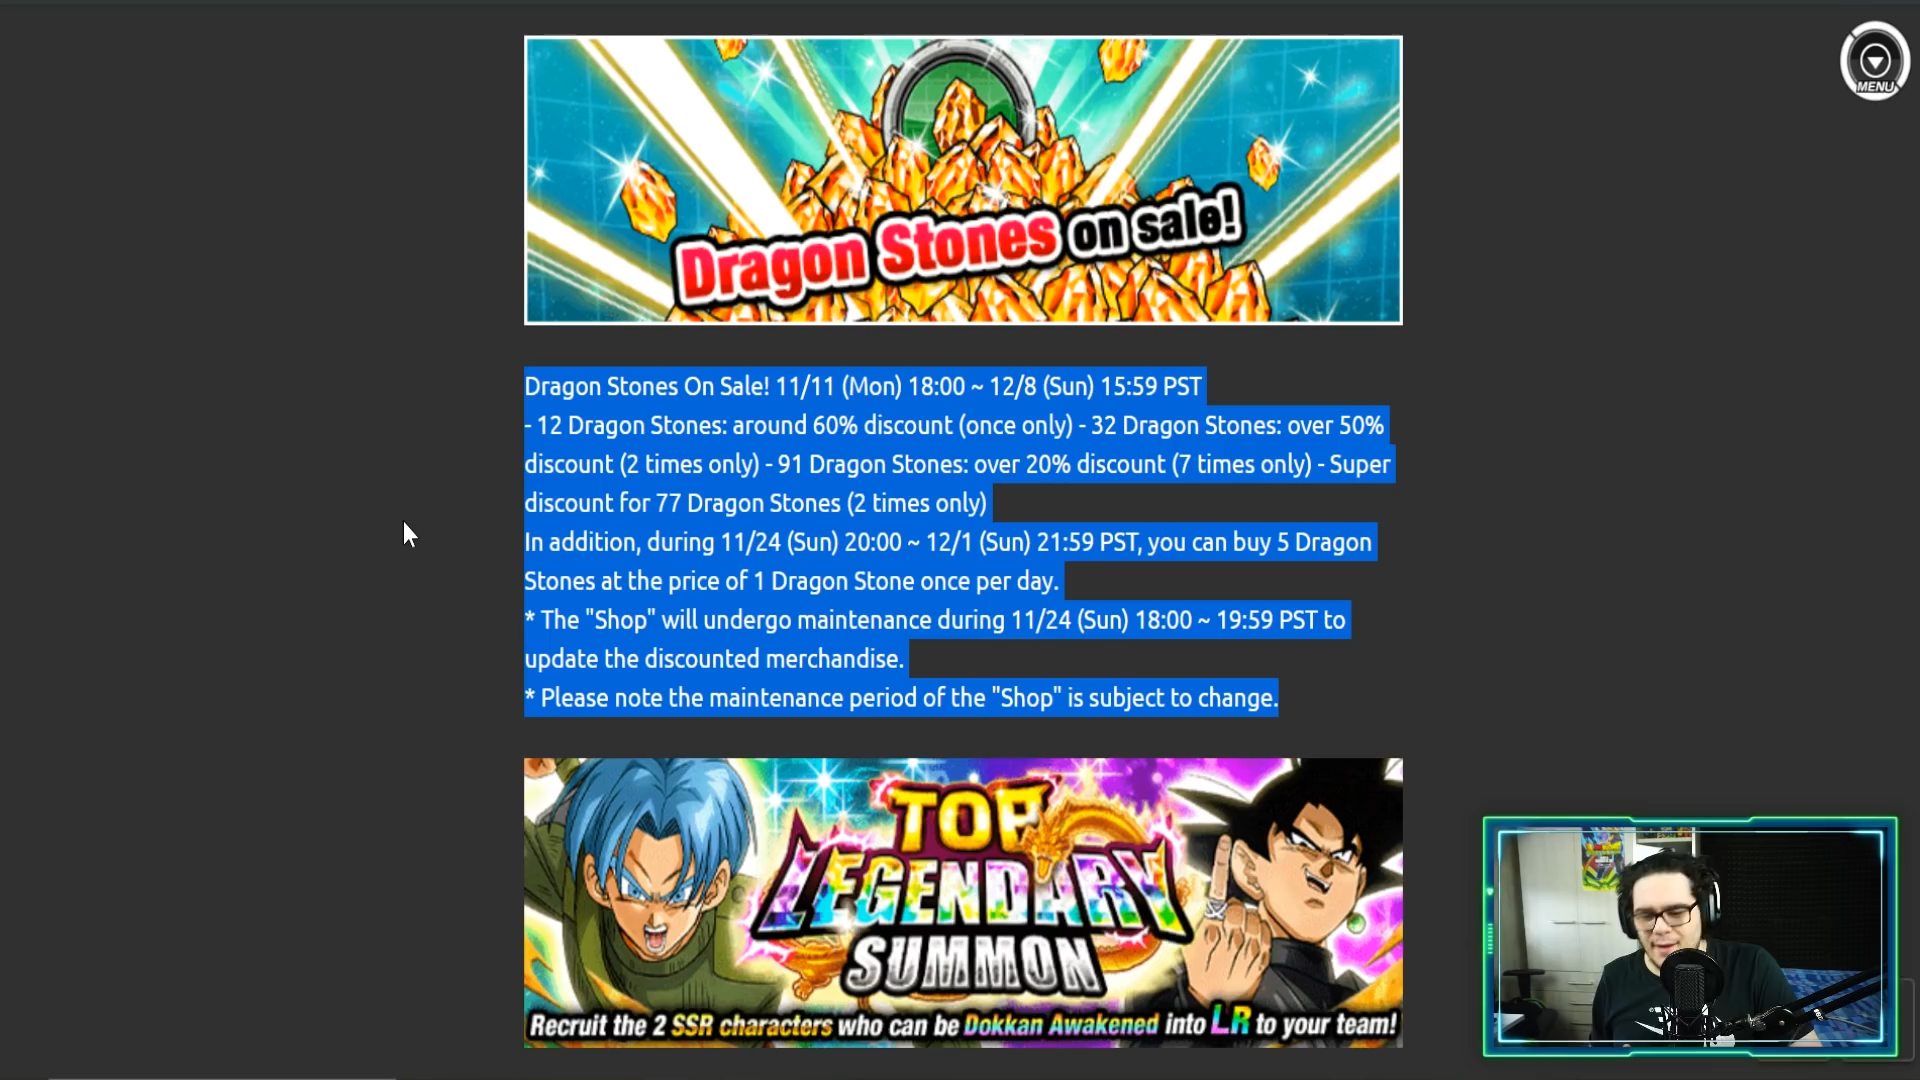 MENU
Dragon Stones on sale!
Dragon Stones On Sale! 11/11 (Mon) 18:00 ~ 12/8 (Sun) 15:59 PST
- 12 Dragon Stones: around 60% discount (once only) - 32 Dragon Stones: over 50%
discount (2 times only) - 91 Dragon Stones: over 20% discount (7 times only) - Super
discount for 77 Dragon Stones (2 times only)
In addition, during 11/24 (Sun) 20:00 ~ 12/1 (Sun) 21:59 PST, you can buy 5 Dragon
Stones at the price of 1 Dragon Stone once per day.
* The "Shop" will undergo maintenance during 11/24 (Sun) 18:00 ~ 19:59 PST to
update the discounted merchandise.
* Please note the maintenance period of the "Shop" is subject to change.
TOP
LEGENDARY
SUMMON
Recruit the 2 SSR characters who can be Dokkan Awakened into LR to your team!